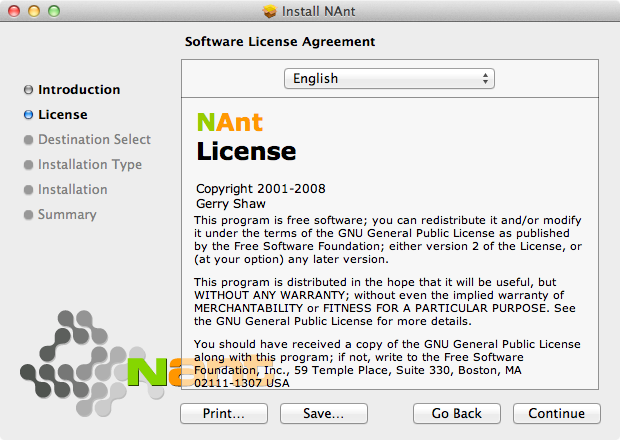 Install NAnt
Software License Agreement
Introduction
License
Destination Select
Installation Type
Installation
Summary
English
NAnt
License
Copyright 2001-2008
Gerry Shaw
This program is free software; you can redistribute it and/or modify
it under the terms of the GNU General Public License as published
by the Free Software Foundation; either version 2 of the License, or
(at your option) any later version.
This program is distributed in the hope that it will be useful, but
WITHOUT ANY WARRANTY; without even the implied warranty of
MERCHANTABILITY or FITNESS FOR A PARTICULAR PURPOSE. See
the GNU General Public License for more details.
You should have received a copy of the GNU General Public License
along with this program; if not, write to the Free Software
Foundation, Inc., 59 Temple Place, Suite 330, Boston, MA
02111-1307 USA
Nant
Print...
Save...
Go Back
Continue